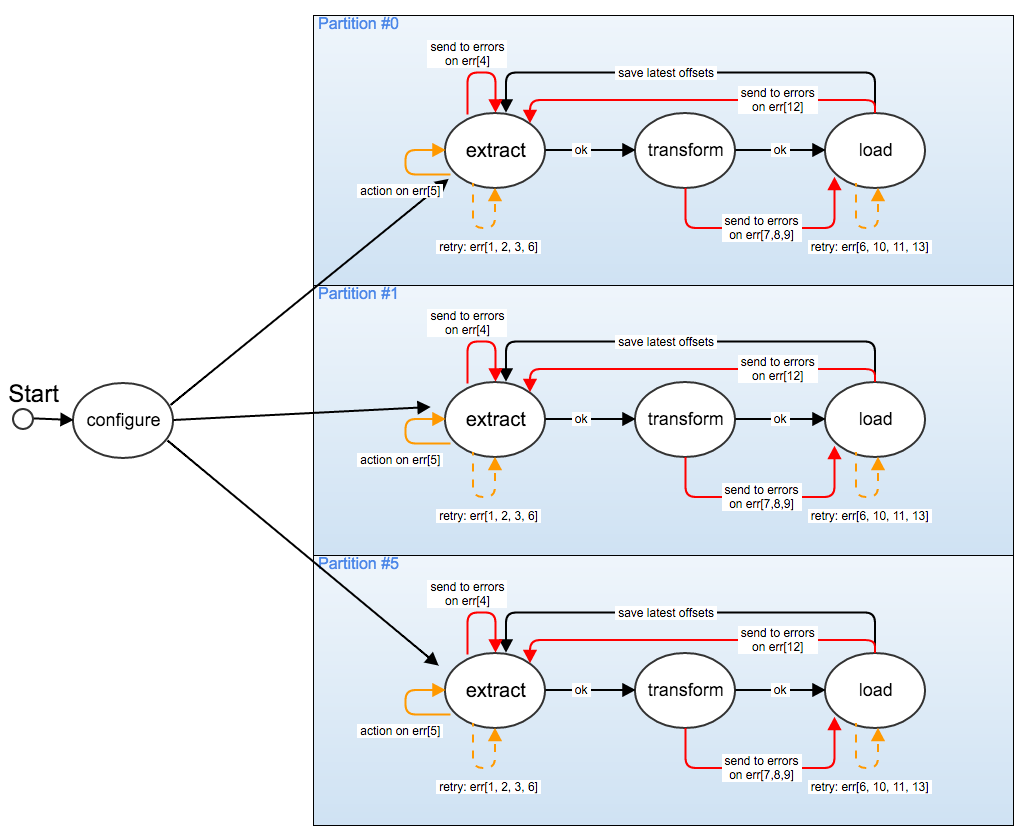 Partition #0
send to errors
on err[4]
save latest offsets
send to errors
on err[12]
extract
ok
transform
ok
load
action on err[5]
send to errors
on err[7,8,9]
retry: err[1, 2, 3, 6]
retry: err[6, 10, 11, 13]
Partition #1
send to errors
on err[4]
save latest offsets
send to errors
on err[12]
Start
configure
extract
ok
transform
ok
load
action on err[5]
send to errors
on err[7,8,9]
retry: err[1, 2, 3, 6]
retry: err[6, 10, 11, 13]
Partition #5
send to errors
on err[4]
save latest offsets
send to errors
on err[12]
extract
ok
transform
ok
load
action on err[5]
send to errors
on err[7,8,9]
retry: err[1, 2, 3, 6]
retry: err[6, 10, 11, 13]